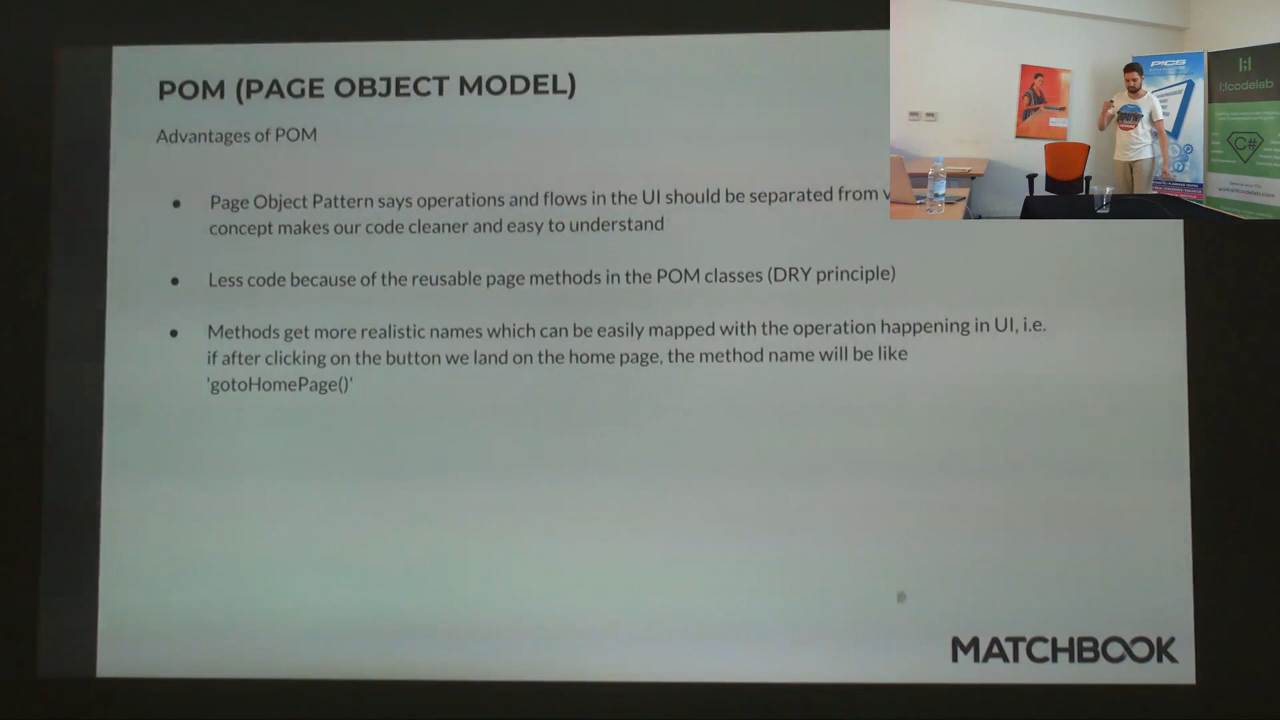 POM (PAGE OBJECT MODEL)
Advantages of POM
● Page Object Pattern says operations and flows in the UI should be separated from
concept makes our code cleaner and easy to understand
● Less code because of the reusable page methods in the POM classes (DRY principle)
● Methods get more realistic names which can be easily mapped with the operation happening in UI, i.e.
if after clicking on the button we land on the home page, the method name will be like
'gotoHomePage()'
MATCHBOOK
PICS
codelab
C#